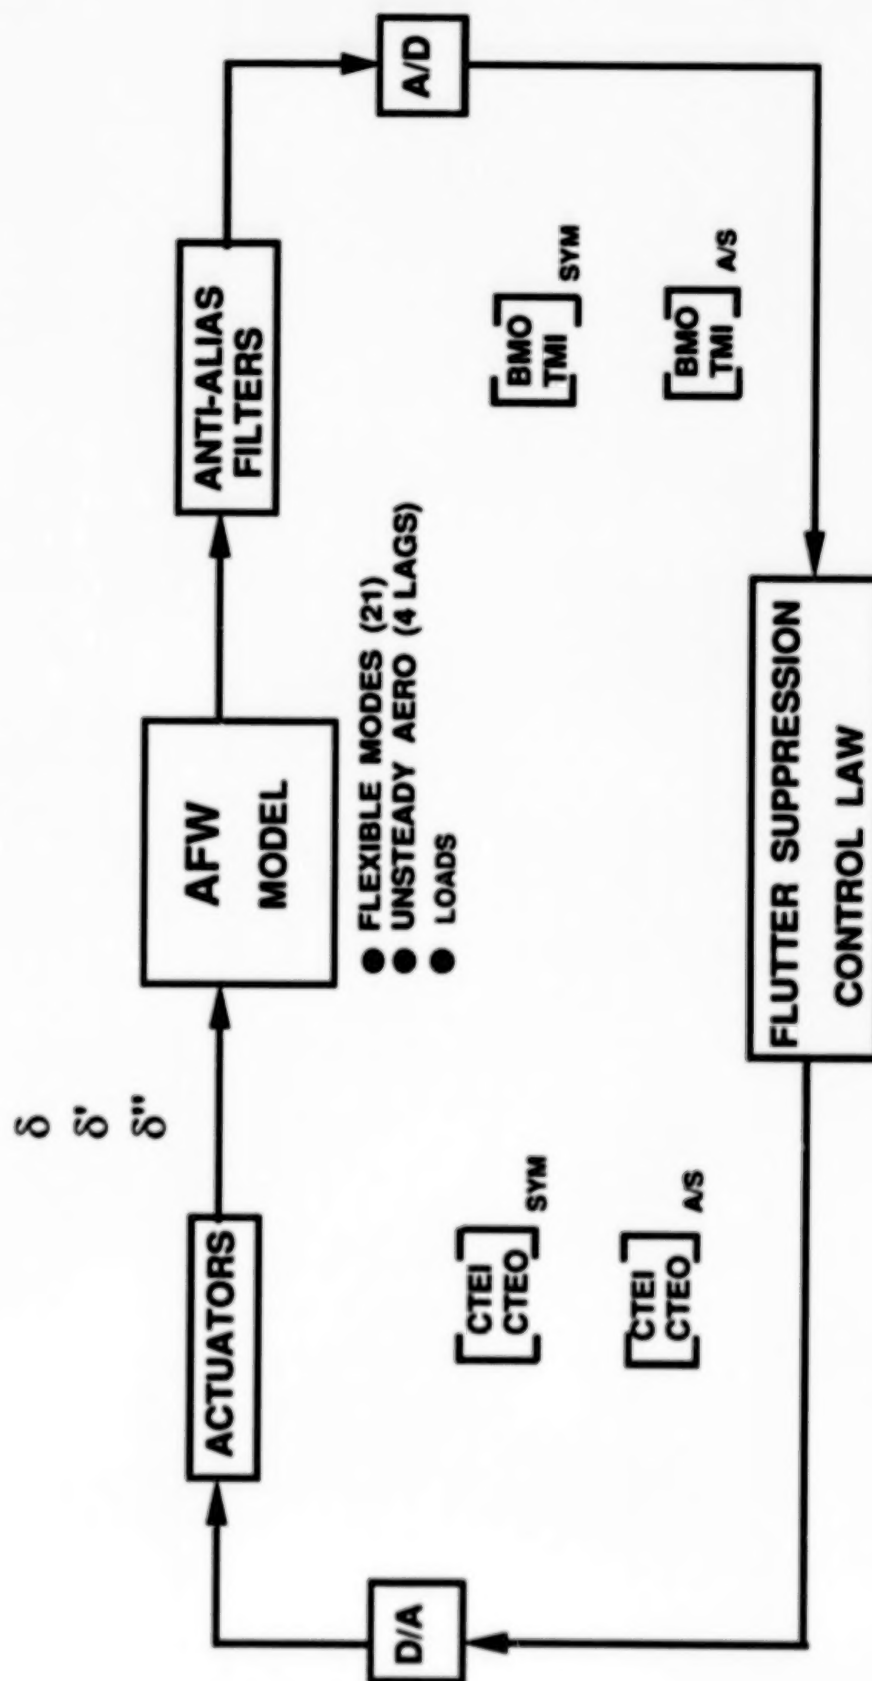 δ
δ'
δ"
ACTUATORS
AFW
MODEL
ANTI-ALIAS
FILTERS
● FLEXIBLE MODES (21)
● UNSTEADY AERO (4 LAGS)
● LOADS
D/A
A/D
[CTEI
CTEO] SYM
[BMO
TMI] SYM
[CTEI
CTEO] A/S
[BMO
TMI] A/S
FLUTTER SUPPRESSION
CONTROL LAW